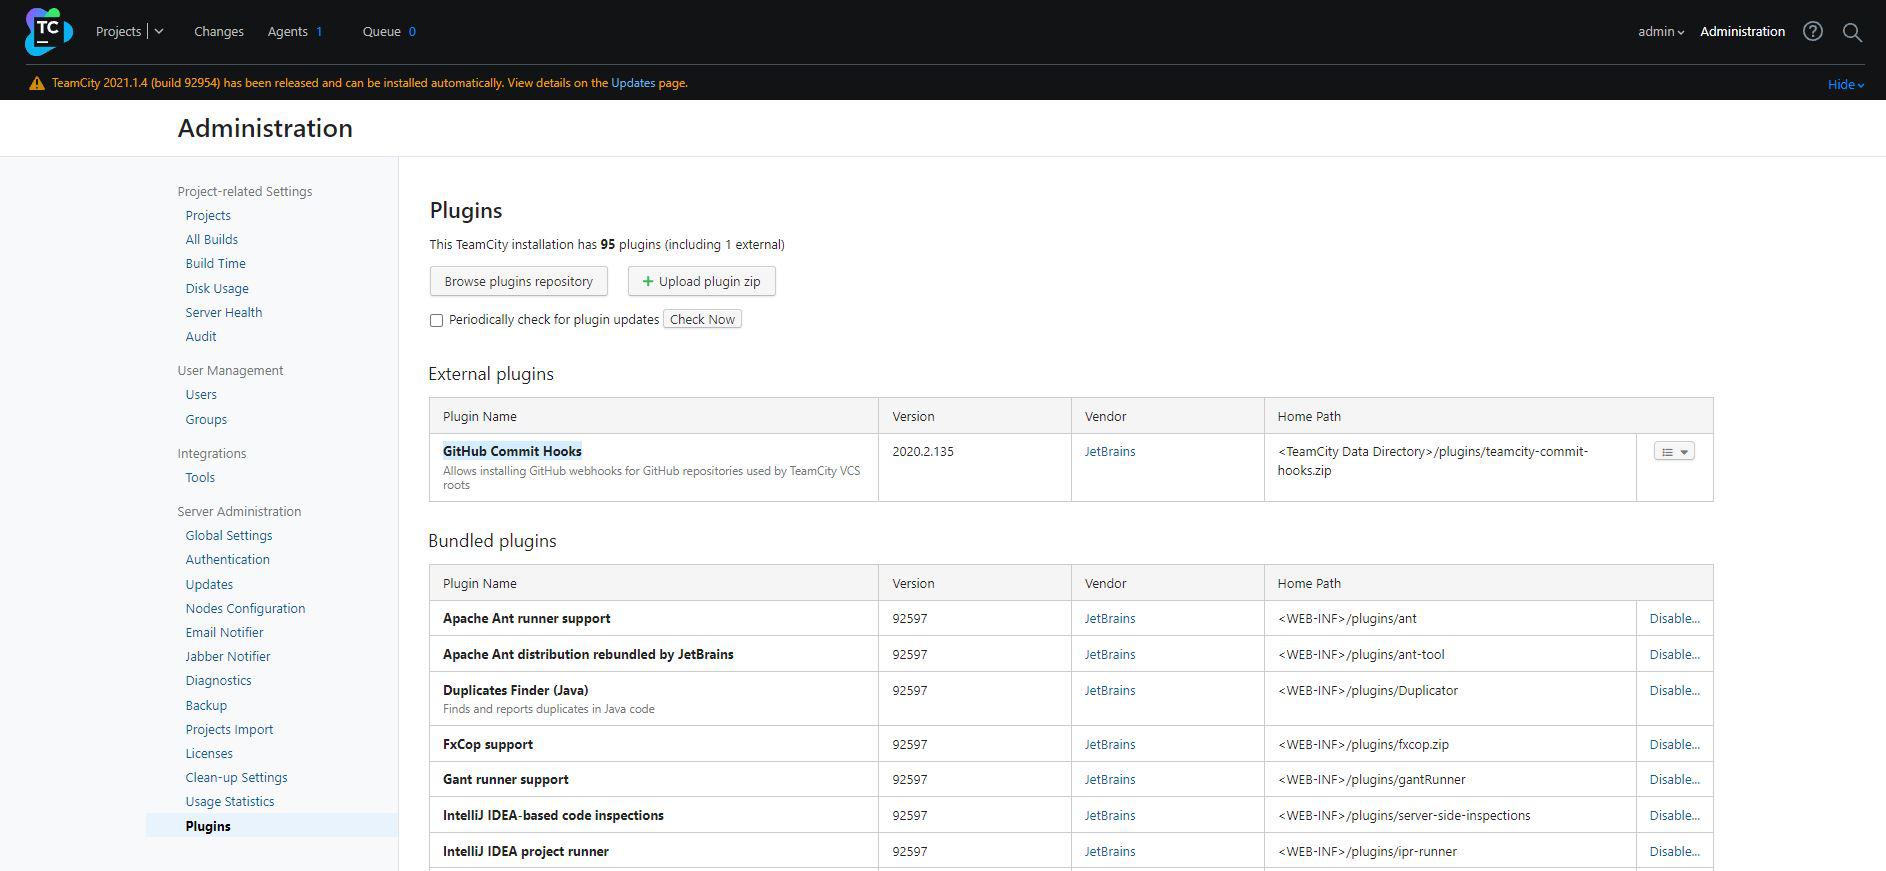 TC
Projects
Changes
Agents 1
Queue 0
admin
Administration
TeamCity 2021.1.4 (build 92954) has been released and can be installed automatically. View details on the Updates page.
Hide
Administration
Project-related Settings
Projects
All Builds
Build Time
Disk Usage
Server Health
Audit
User Management
Users
Groups
Integrations
Tools
Server Administration
Global Settings
Authentication
Updates
Nodes Configuration
Email Notifier
Jabber Notifier
Diagnostics
Backup
Projects Import
Licenses
Clean-up Settings
Usage Statistics
Plugins
Plugins
This TeamCity installation has 95 plugins (including 1 external)
Browse plugins repository
+ Upload plugin zip
Periodically check for plugin updates Check Now
External plugins
Plugin Name Version Vendor Home Path
GitHub Commit Hooks 2020.2.135 JetBrains <TeamCity Data Directory>/plugins/teamcity-commit-
hooks.zip
Allows installing GitHub webhooks for GitHub repositories used by TeamCity VCS
roots
Bundled plugins
Plugin Name Version Vendor Home Path
Apache Ant runner support 92597 JetBrains <WEB-INF>/plugins/ant Disable...
Apache Ant distribution rebundled by JetBrains 92597 JetBrains <WEB-INF>/plugins/ant-tool Disable...
Duplicates Finder (Java) 92597 JetBrains <WEB-INF>/plugins/Duplicator Disable...
Finds and reports duplicates in Java code
FxCop support 92597 JetBrains <WEB-INF>/plugins/fxcop.zip Disable...
Gant runner support 92597 JetBrains <WEB-INF>/plugins/gantRunner Disable...
IntelliJ IDEA-based code inspections 92597 JetBrains <WEB-INF>/plugins/server-side-inspections Disable...
IntelliJ IDEA project runner 92597 JetBrains <WEB-INF>/plugins/ipr-runner Disable...